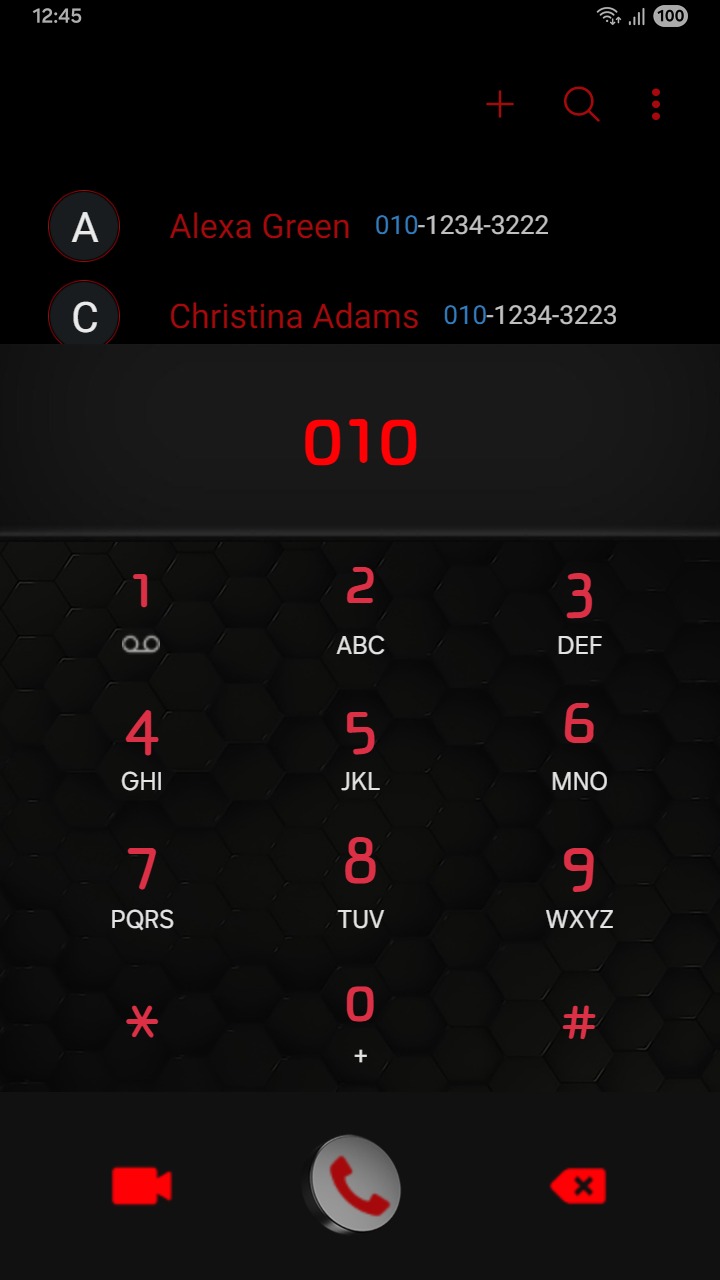 12:45 100
A Alexa Green 010-1234-3222
C Christina Adams 010-1234-3223
010
1 2 3
ABC DEF
4 5 6
GHI JKL MNO
7 8 9
PQRS TUV WXYZ
* 0 #
+